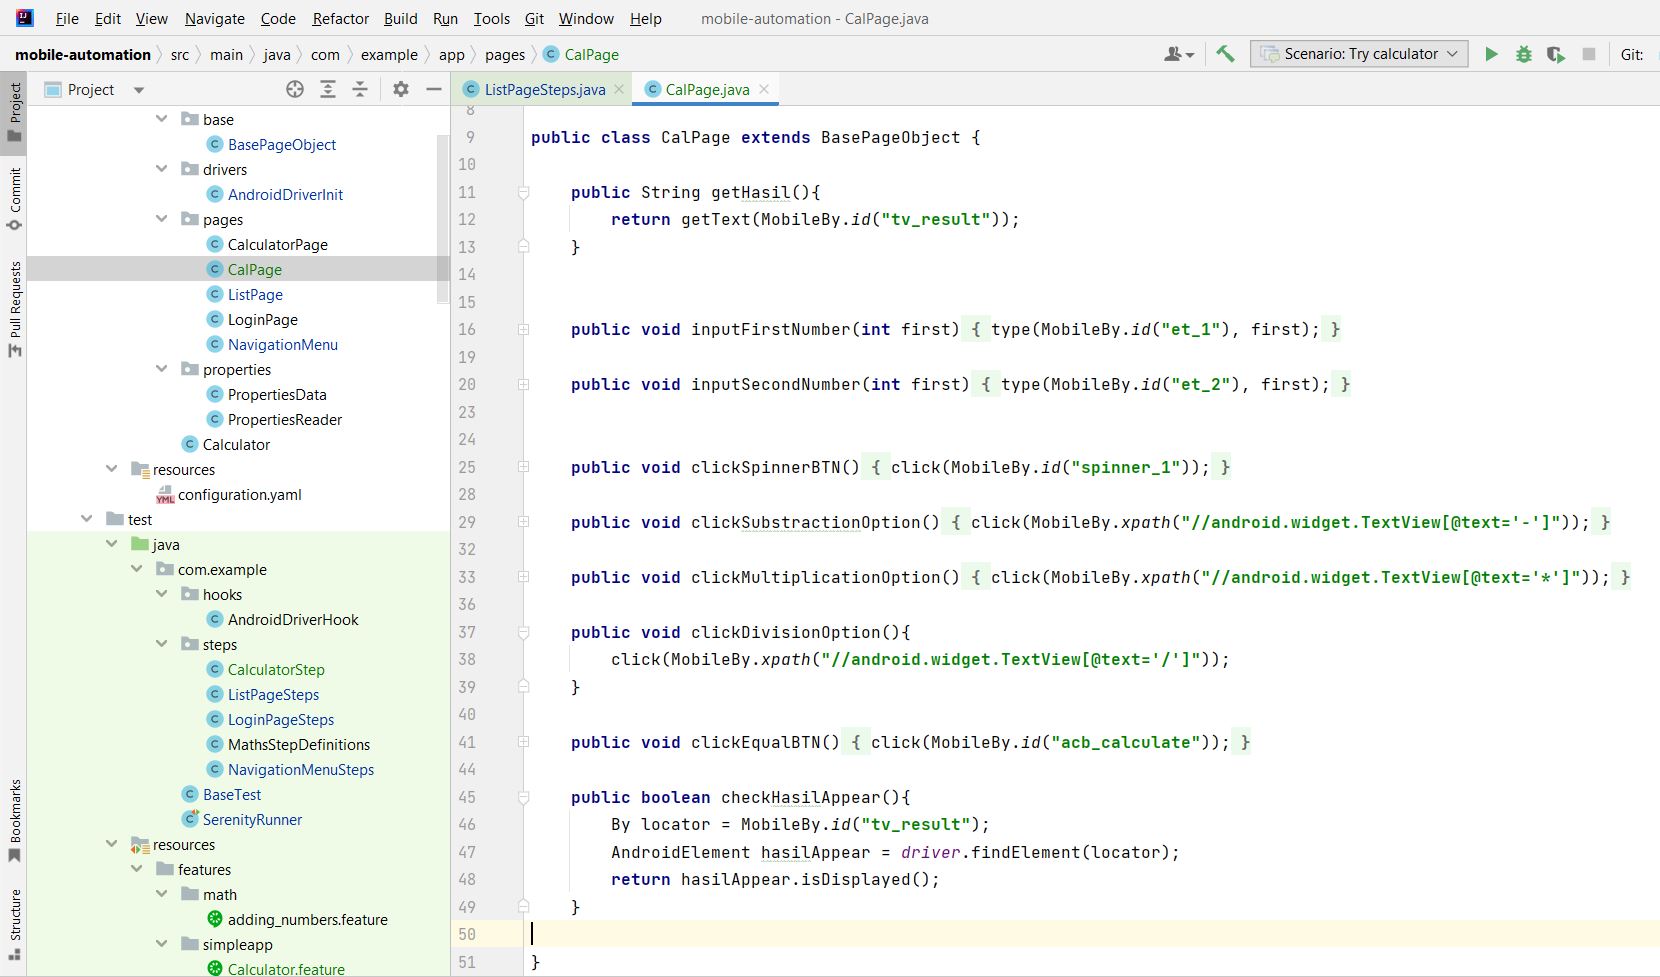 File Edit View Navigate Code Refactor Build Run Tools Git Window Help mobile-automation - CalPage.java
mobile-automation src main java com example app pages CalPage Scenario: Try calculator Git:
Project
Commit
Pull Requests
Bookmarks
Structure
Project
base
BasePageObject
drivers
AndroidDriverInit
pages
CalculatorPage
CalPage
ListPage
LoginPage
NavigationMenu
properties
PropertiesData
PropertiesReader
Calculator
resources
configuration.yaml
test
java
com.example
hooks
AndroidDriverHook
steps
CalculatorStep
ListPageSteps
LoginPageSteps
MathsStepDefinitions
NavigationMenuSteps
BaseTest
SerenityRunner
resources
features
math
adding_numbers.feature
simpleapp
Calculator.feature
ListPageSteps.java CalPage.java
8
9 public class CalPage extends BasePageObject {
10
11 public String getHasil(){
12 return getText(MobileBy.id("tv_result"));
13 }
14
15
16 public void inputFirstNumber(int first) { type(MobileBy.id("et_1"), first); }
19
20 public void inputSecondNumber(int first) { type(MobileBy.id("et_2"), first); }
23
24
25 public void clickSpinnerBTN() { click(MobileBy.id("spinner_1")); }
28
29 public void clickSubstractionOption() { click(MobileBy.xpath("//android.widget.TextView[@text='-']")); }
32
33 public void clickMultiplicationOption() { click(MobileBy.xpath("//android.widget.TextView[@text='*']")); }
36
37 public void clickDivisionOption(){
38 click(MobileBy.xpath("//android.widget.TextView[@text='/']"));
39 }
40
41 public void clickEqualBTN() { click(MobileBy.id("acb_calculate")); }
44
45 public boolean checkHasilAppear(){
46 By locator = MobileBy.id("tv_result");
47 AndroidElement hasilAppear = driver.findElement(locator);
48 return hasilAppear.isDisplayed();
49 }
50
51 }